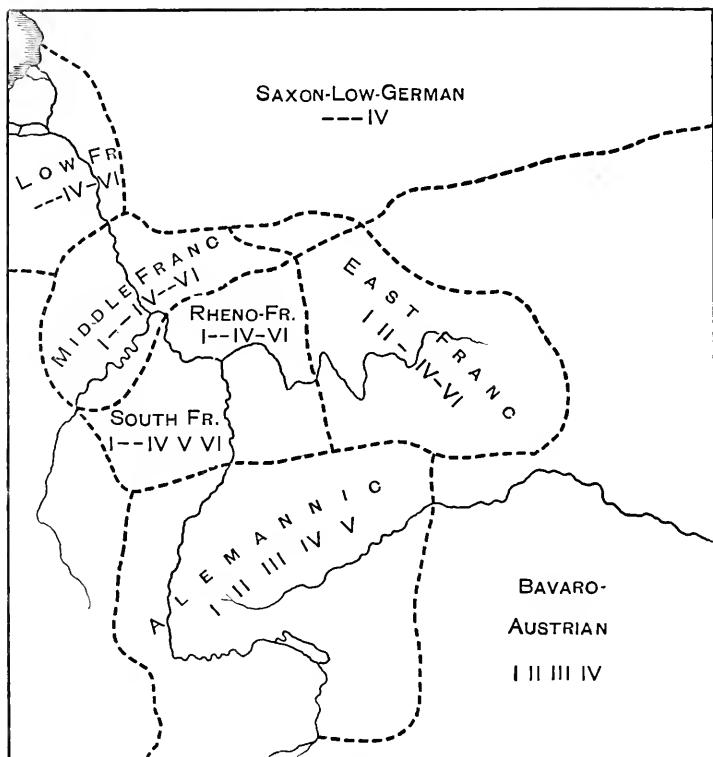 SAXON-LOW-GERMAN
---IV
LOW FR
---IV-VI
MIDDLE FRANC
I--IV--VI
RHENO-FR.
I--IV-VI
EAST FRANC
I II-IV-VI
SOUTH FR.
I--IV V VI
ALEMANNIC
I II III IV V
BAVARO-
AUSTRIAN
I II III IV